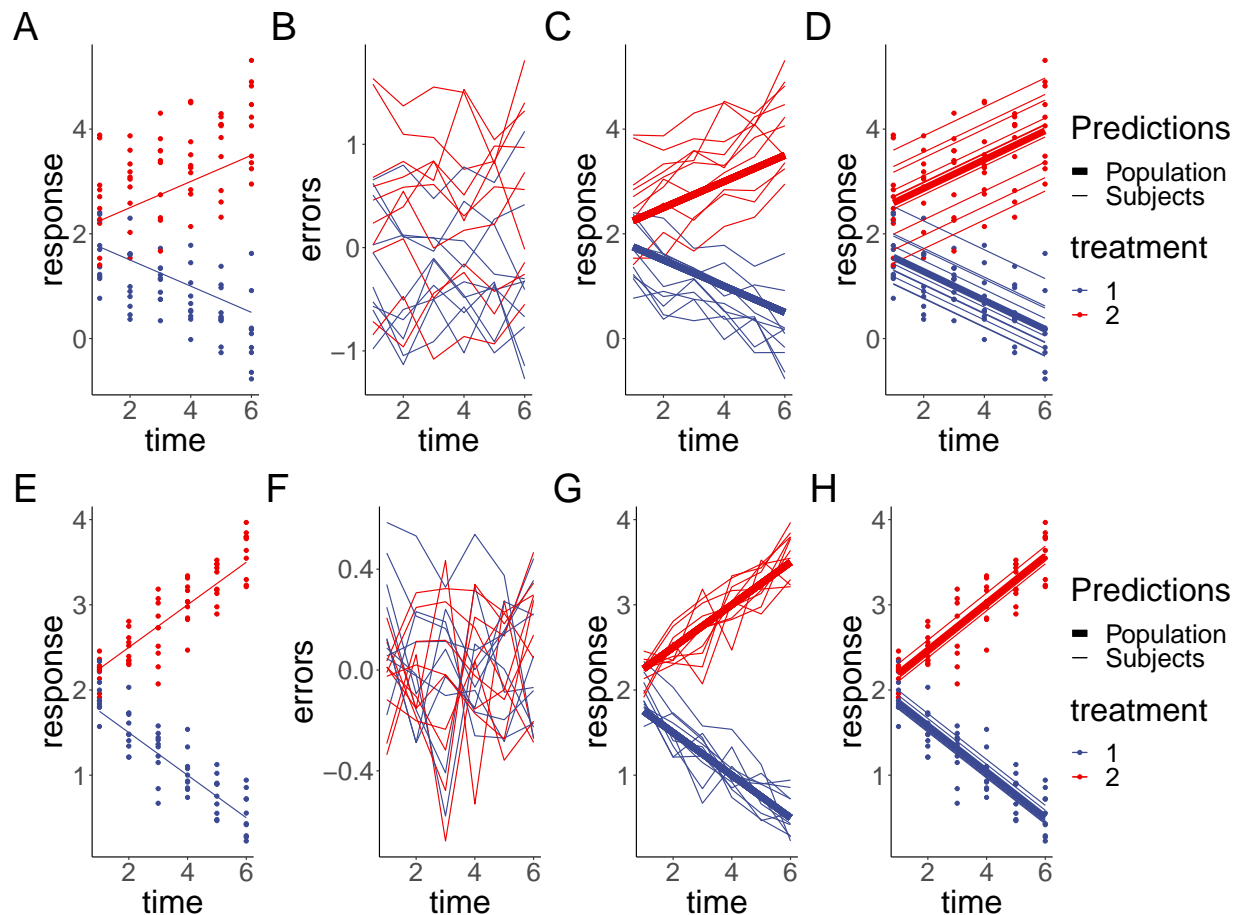 A
B
C
D
response
4
2
0
2
4
6
time
errors
1
0
−1
2
4
6
time
response
4
2
0
2
4
6
time
response
4
2
0
2
4
6
time
Predictions
Population
Subjects
treatment
1
2
E
F
G
H
response
4
3
2
1
2
4
6
time
errors
0.4
0.0
−0.4
2
4
6
time
response
4
3
2
1
2
4
6
time
response
4
3
2
1
2
4
6
time
Predictions
Population
Subjects
treatment
1
2